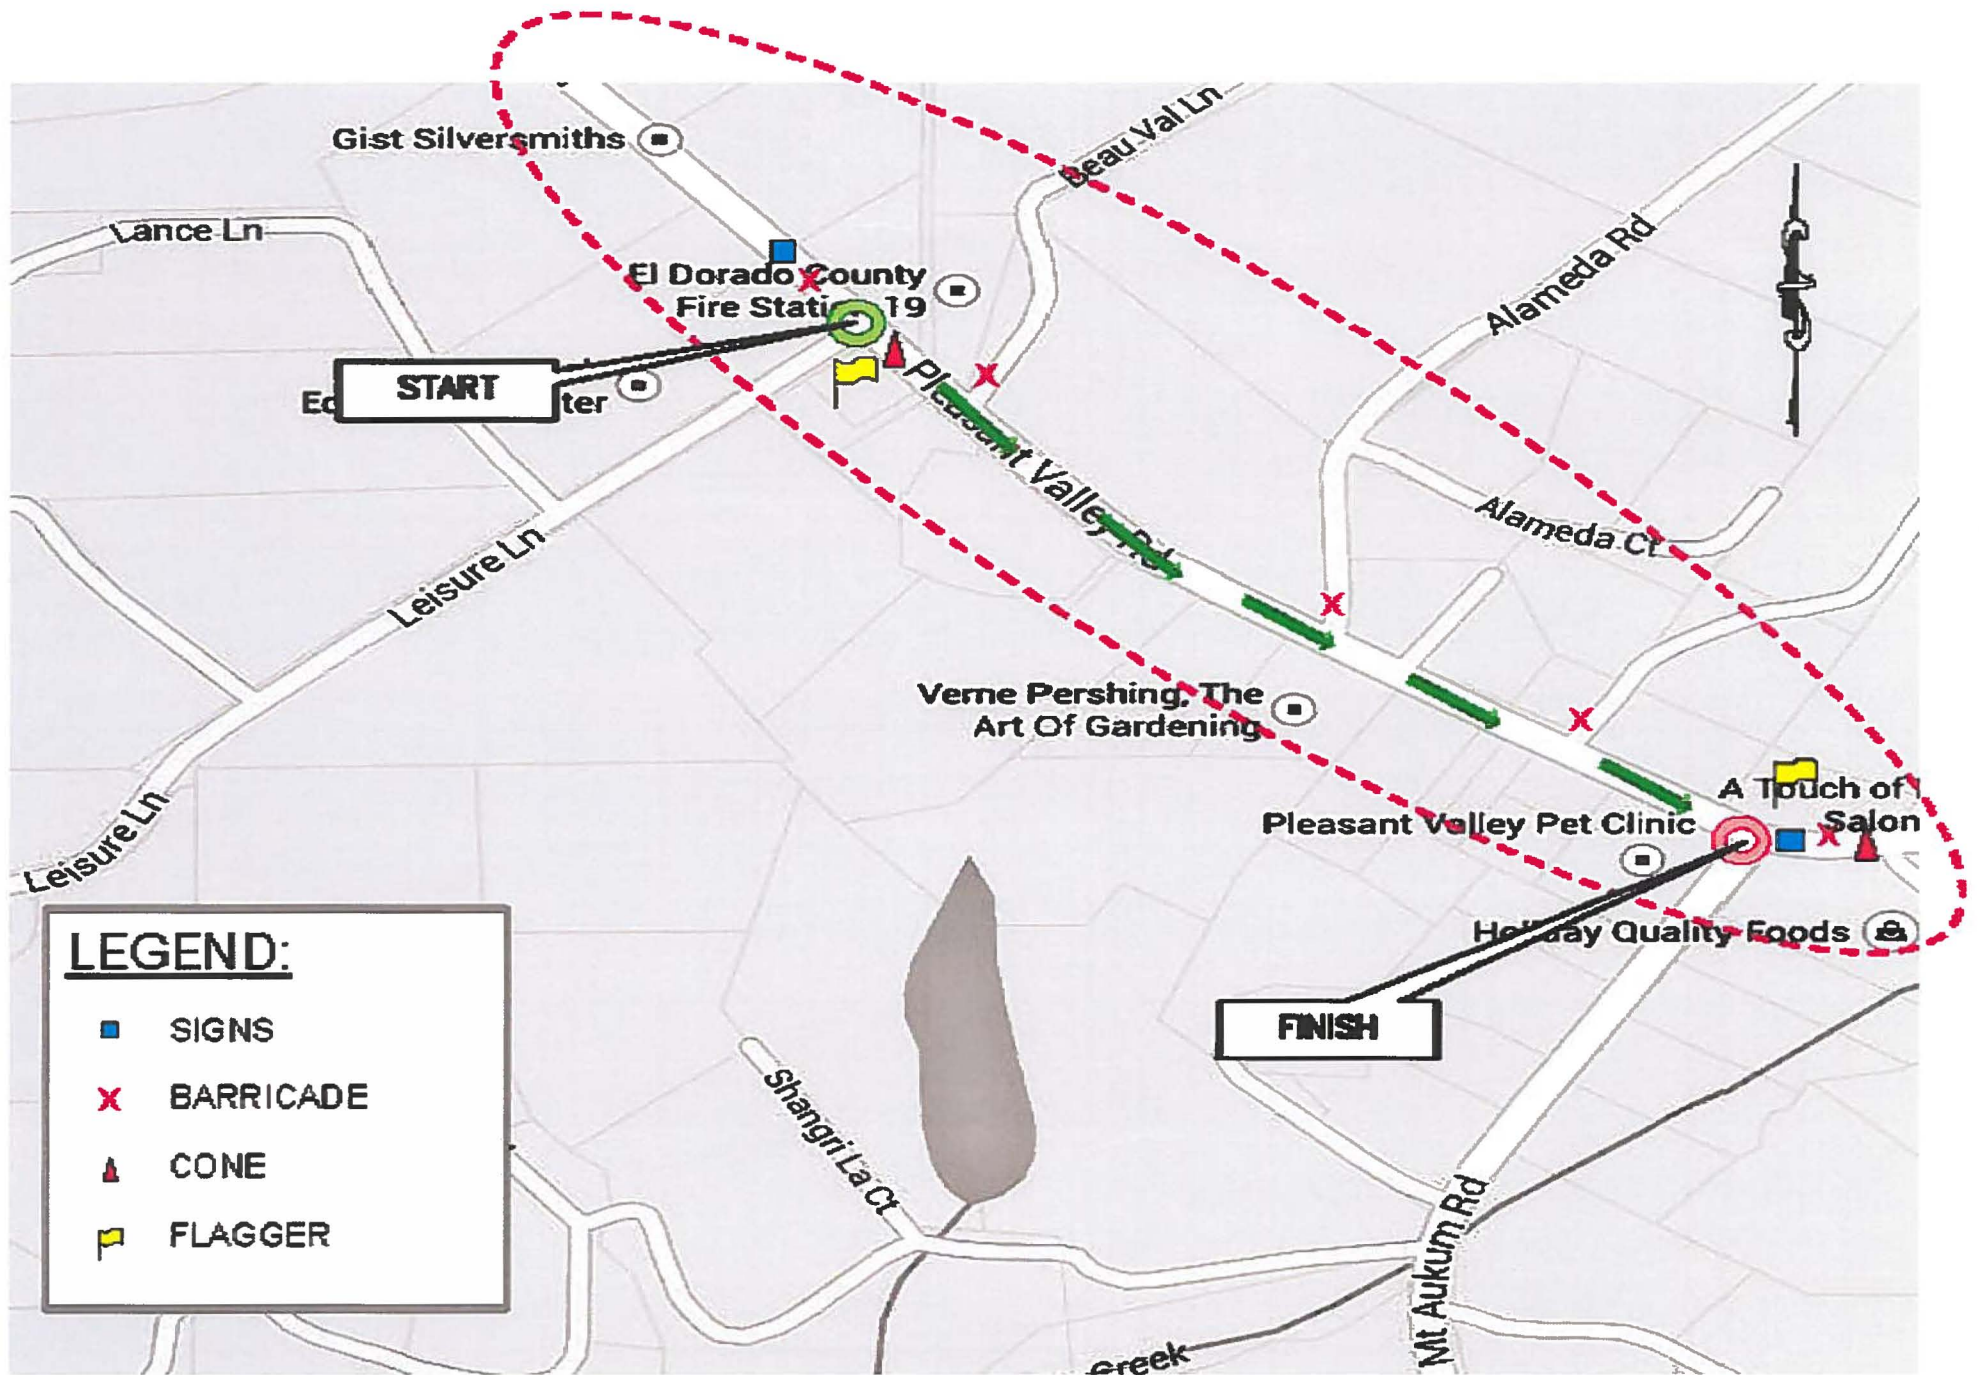 Gist Silversmiths
Beau Val Ln
Lance Ln
El Dorado County
Fire Station 19
Alameda Rd
START
ter
Pleasant Valley Rd
Alameda Ct
Leisure Ln
Verne Pershing, The
Art Of Gardening
A Touch of
Salon
Pleasant Valley Pet Clinic
Leisure Ln
Holiday Quality Foods
FINISH
LEGEND:
SIGNS
BARRICADE
CONE
FLAGGER
Shangri La Ct
Mt Aukum Rd
Creek